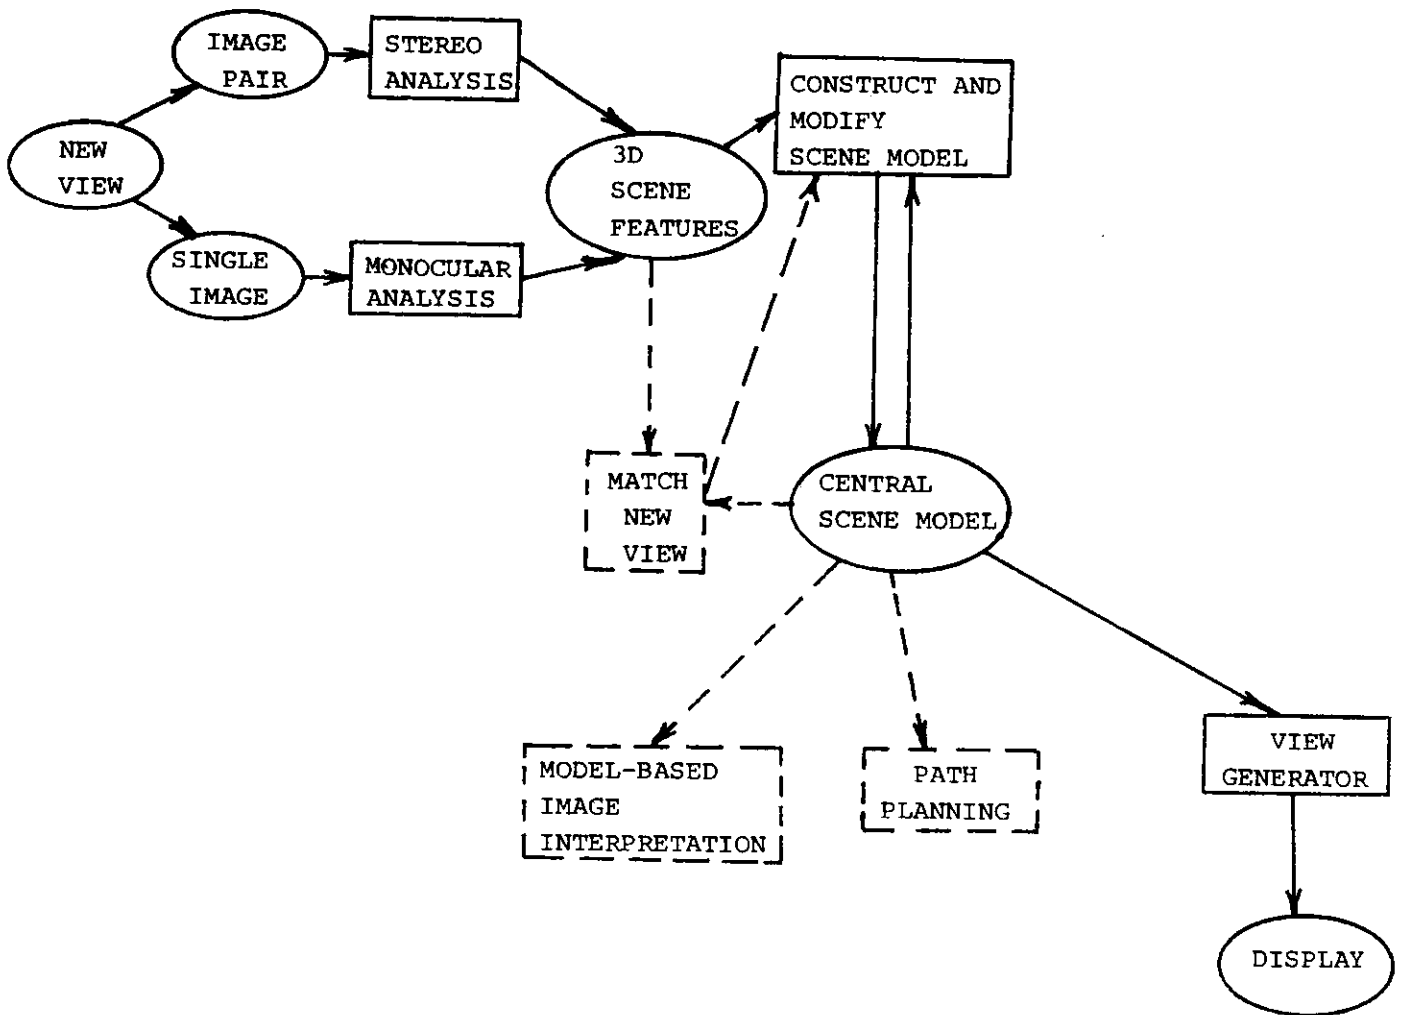 IMAGE
PAIR
STEREO
ANALYSIS
NEW
VIEW
SINGLE
IMAGE
MONOCULAR
ANALYSIS
3D
SCENE
FEATURES
CONSTRUCT AND
MODIFY
SCENE MODEL
MATCH
NEW
VIEW
CENTRAL
SCENE MODEL
MODEL-BASED
IMAGE
INTERPRETATION
PATH
PLANNING
VIEW
GENERATOR
DISPLAY